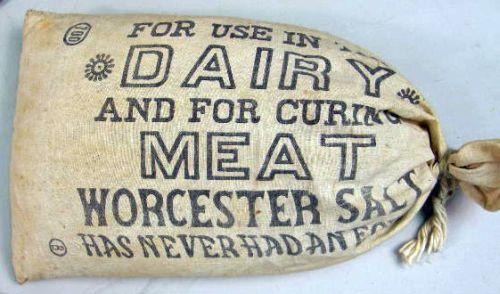 FOR USE IN
DAIRY
AND FOR CURING
MEAT
WORCESTER SALT
HAS NEVER HAD AN